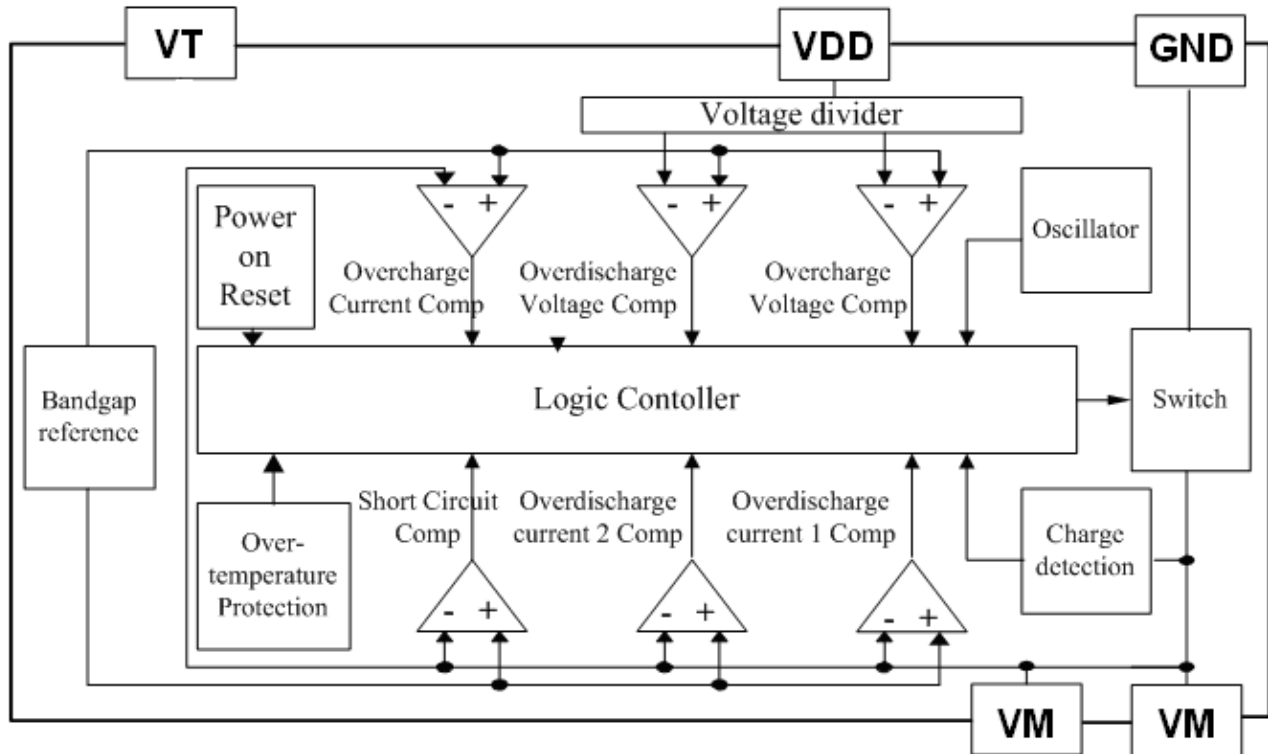 VT
VDD
GND
Voltage divider
- +
- +
- +
Power
on
Reset
Oscillator
Overcharge
Current Comp
Overdischarge
Voltage Comp
Overcharge
Voltage Comp
Bandgap
reference
Logic Contoller
Switch
Short Circuit
Comp
Overdischarge
current 2 Comp
Overdischarge
current 1 Comp
Over-
temperature
Protection
Charge
detection
- +
- +
- +
VM
VM